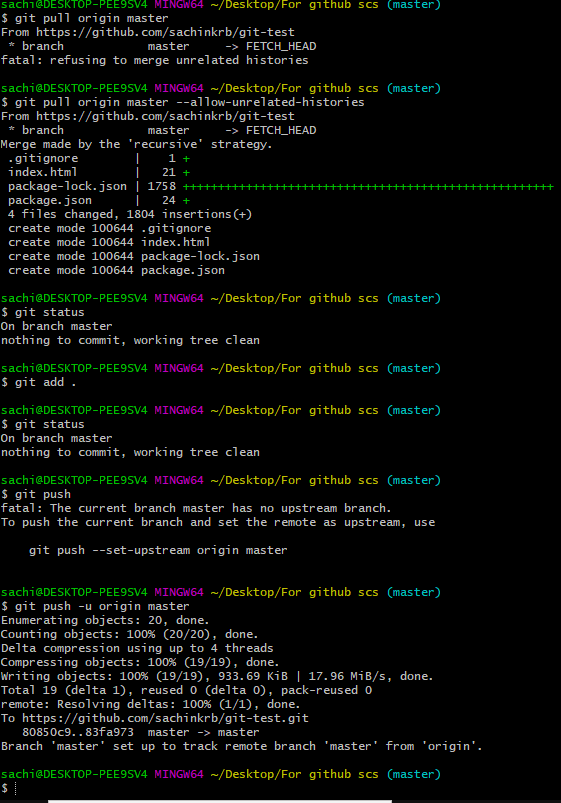 sachi@DESKTOP-PEE9SV4 MINGW64 ~/Desktop/For github scs (master)
$ git pull origin master
From https://github.com/sachinkrb/git-test
 * branch            master     -> FETCH_HEAD
fatal: refusing to merge unrelated histories
sachi@DESKTOP-PEE9SV4 MINGW64 ~/Desktop/For github scs (master)
$ git pull origin master --allow-unrelated-histories
From https://github.com/sachinkrb/git-test
 * branch            master     -> FETCH_HEAD
Merge made by the 'recursive' strategy.
 .gitignore        |    1 +
 index.html        |   21 +
 package-lock.json | 1758 +++++++++++++++++++++++++++++++++++++++++++++++++++++
 package.json      |   24 +
 4 files changed, 1804 insertions(+)
 create mode 100644 .gitignore
 create mode 100644 index.html
 create mode 100644 package-lock.json
 create mode 100644 package.json
sachi@DESKTOP-PEE9SV4 MINGW64 ~/Desktop/For github scs (master)
$ git status
On branch master
nothing to commit, working tree clean
sachi@DESKTOP-PEE9SV4 MINGW64 ~/Desktop/For github scs (master)
$ git add .
sachi@DESKTOP-PEE9SV4 MINGW64 ~/Desktop/For github scs (master)
$ git status
On branch master
nothing to commit, working tree clean
sachi@DESKTOP-PEE9SV4 MINGW64 ~/Desktop/For github scs (master)
$ git push
fatal: The current branch master has no upstream branch.
To push the current branch and set the remote as upstream, use
    git push --set-upstream origin master
sachi@DESKTOP-PEE9SV4 MINGW64 ~/Desktop/For github scs (master)
$ git push -u origin master
Enumerating objects: 20, done.
Counting objects: 100% (20/20), done.
Delta compression using up to 4 threads
Compressing objects: 100% (19/19), done.
Writing objects: 100% (19/19), 933.69 KiB | 17.96 MiB/s, done.
Total 19 (delta 1), reused 0 (delta 0), pack-reused 0
remote: Resolving deltas: 100% (1/1), done.
To https://github.com/sachinkrb/git-test.git
   80850c9..83fa973  master -> master
Branch 'master' set up to track remote branch 'master' from 'origin'.
sachi@DESKTOP-PEE9SV4 MINGW64 ~/Desktop/For github scs (master)
$